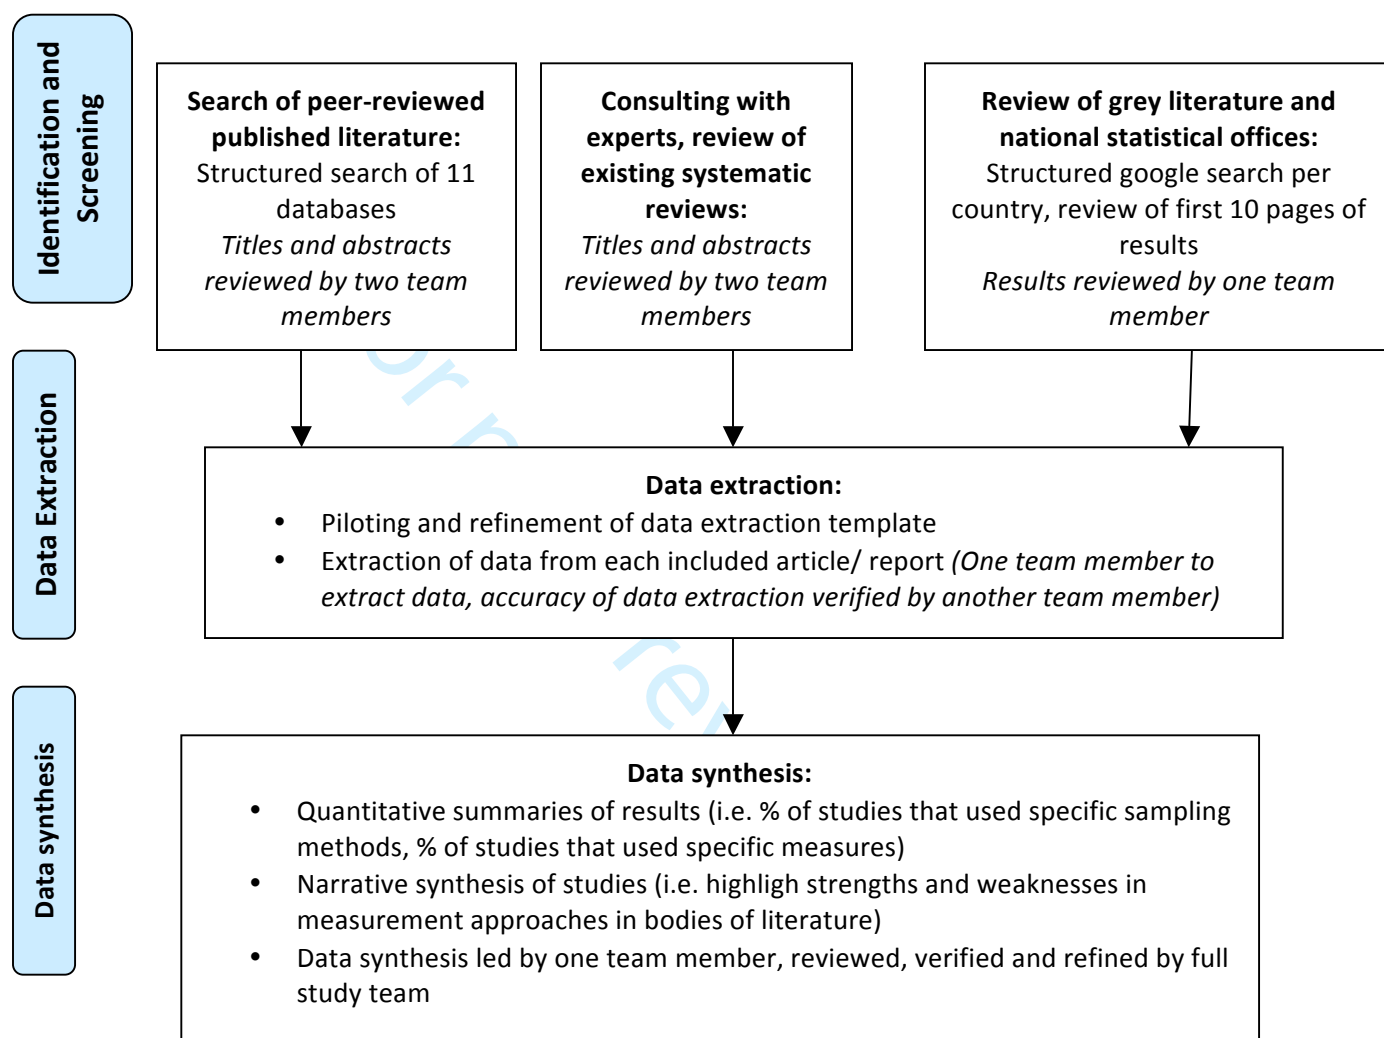 Identification and
Screening
Search of peer-reviewed
published literature:
Structured search of 11
databases
Titles and abstracts
reviewed by two team
members
Consulting with
experts, review of
existing systematic
reviews:
Titles and abstracts
reviewed by two team
members
Review of grey literature and
national statistical offices:
Structured google search per
country, review of first 10 pages of
results
Results reviewed by one team
member
Data Extraction
Data extraction:
• Piloting and refinement of data extraction template
• Extraction of data from each included article/ report (One team member to
extract data, accuracy of data extraction verified by another team member)
Data synthesis
Data synthesis:
• Quantitative summaries of results (i.e. % of studies that used specific sampling
methods, % of studies that used specific measures)
• Narrative synthesis of studies (i.e. highligh strengths and weaknesses in
measurement approaches in bodies of literature)
• Data synthesis led by one team member, reviewed, verified and refined by full
study team